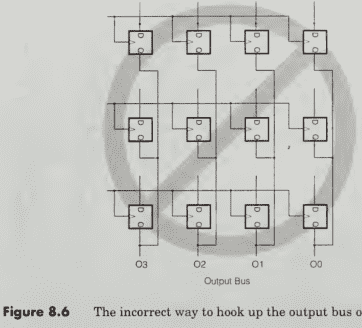 O3 O2 O1 O0
Output Bus
Figure 8.6 The incorrect way to hook up the output bus